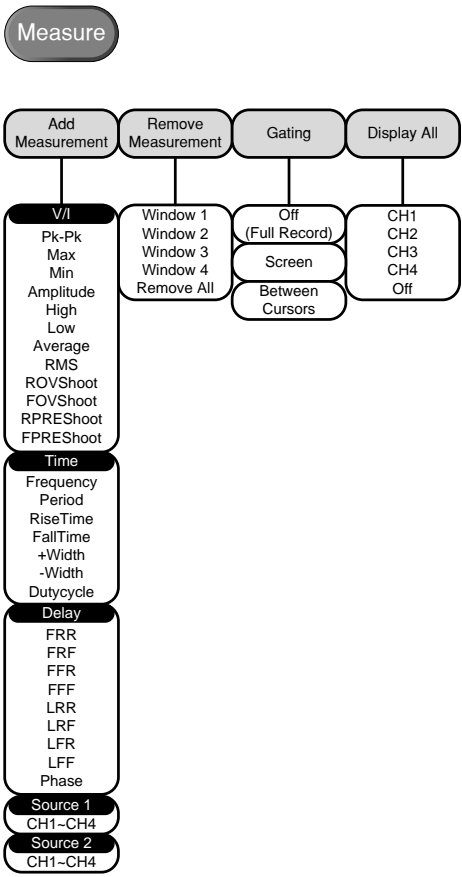 Measure
Add
Measurement
Remove
Measurement
Gating
Display All
V/I
Pk-Pk
Max
Min
Amplitude
High
Low
Average
RMS
ROVShoot
FOVShoot
RPREShoot
FPREShoot
Time
Frequency
Period
RiseTime
FallTime
+Width
-Width
Dutycycle
Delay
FRR
FRF
FFR
FFF
LRR
LRF
LFR
LFF
Phase
Source 1
CH1~CH4
Source 2
CH1~CH4
Window 1
Window 2
Window 3
Window 4
Remove All
Off
(Full Record)
Screen
Between
Cursors
CH1
CH2
CH3
CH4
Off